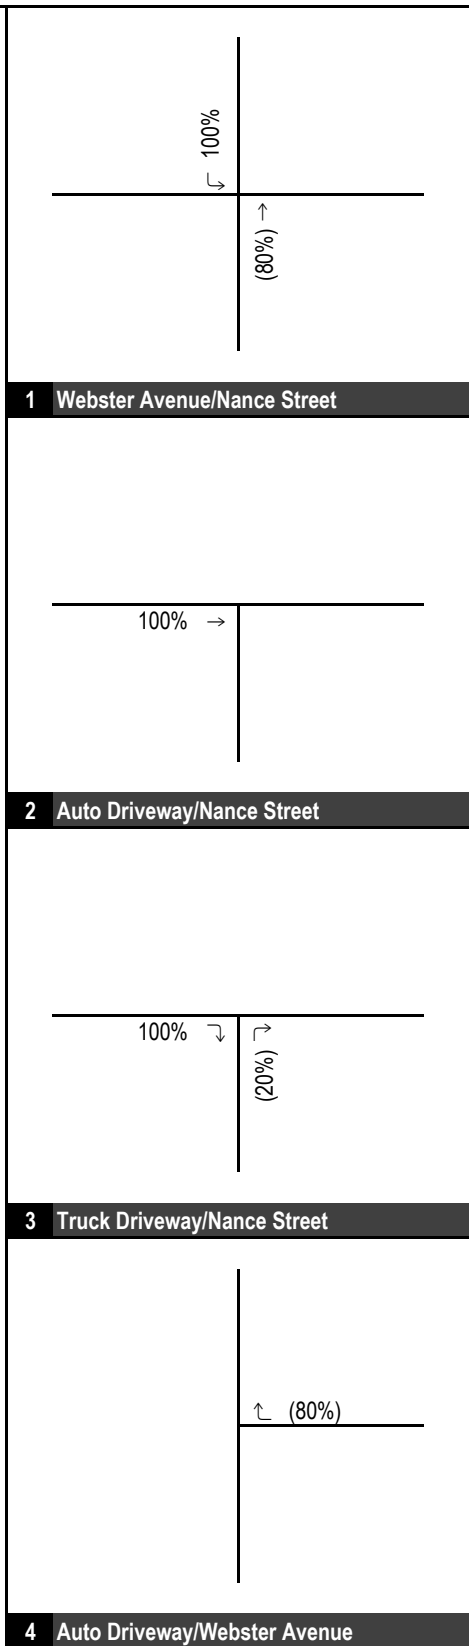 100%
(80%)
1 Webster Avenue/Nance Street
100%
2 Auto Driveway/Nance Street
100%
(20%)
3 Truck Driveway/Nance Street
(80%)
4 Auto Driveway/Webster Avenue